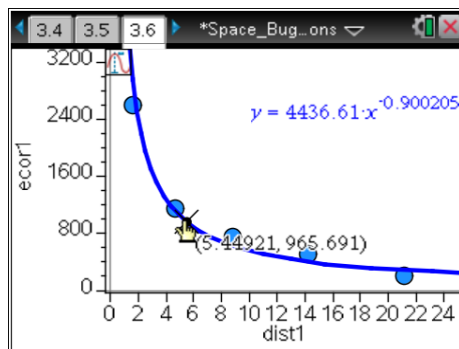 3.4 3.5 3.6 *Space_Bug...ons
3200
y = 4436.61·x^-0.900205
2400
ecor1
1600
800
(5.44921, 965.691)
0
0 2 4 6 8 10 12 14 16 18 20 22 24
dist1